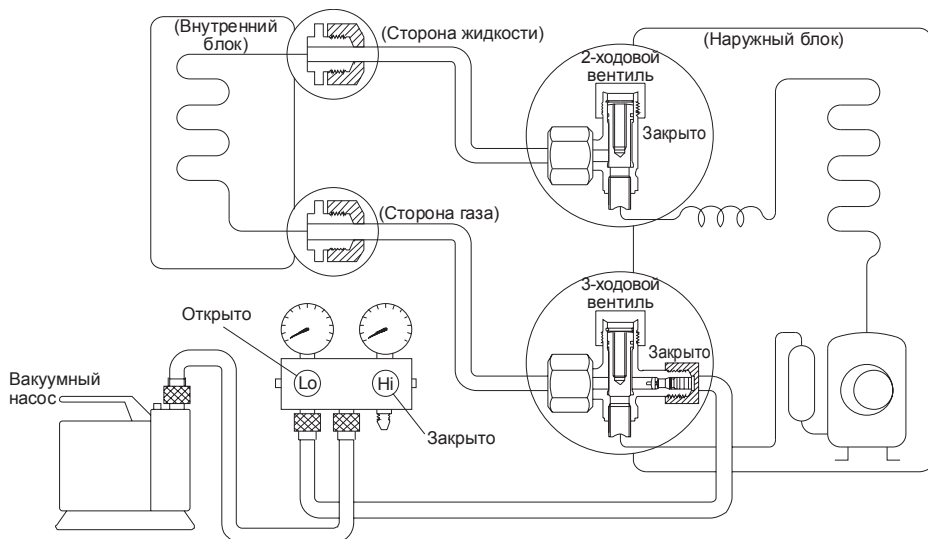 (Внутренний
блок)
(Сторона жидкости)
(Наружный блок)
2-ходовой
вентиль
Закрыто
(Сторона газа)
3-ходовой
вентиль
Закрыто
Открыто
Lo
Hi
Закрыто
Вакуумный
насос